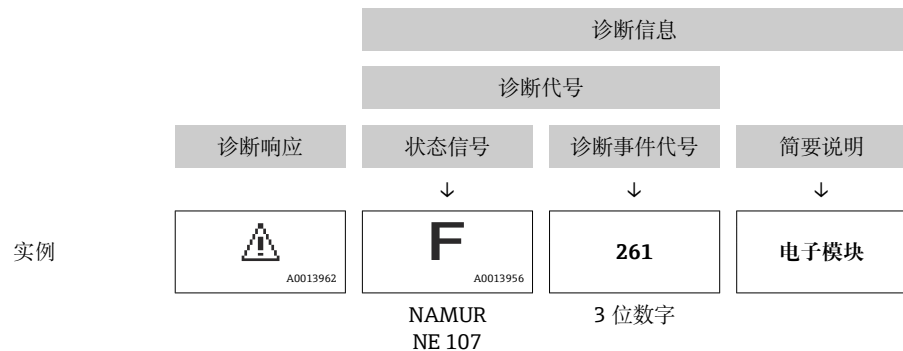 诊断信息
诊断代号
诊断响应 状态信号 诊断事件代号 简要说明
↓ ↓ ↓
实例 A0013962 F A0013956 261 电子模块
NAMUR NE 107 3 位数字